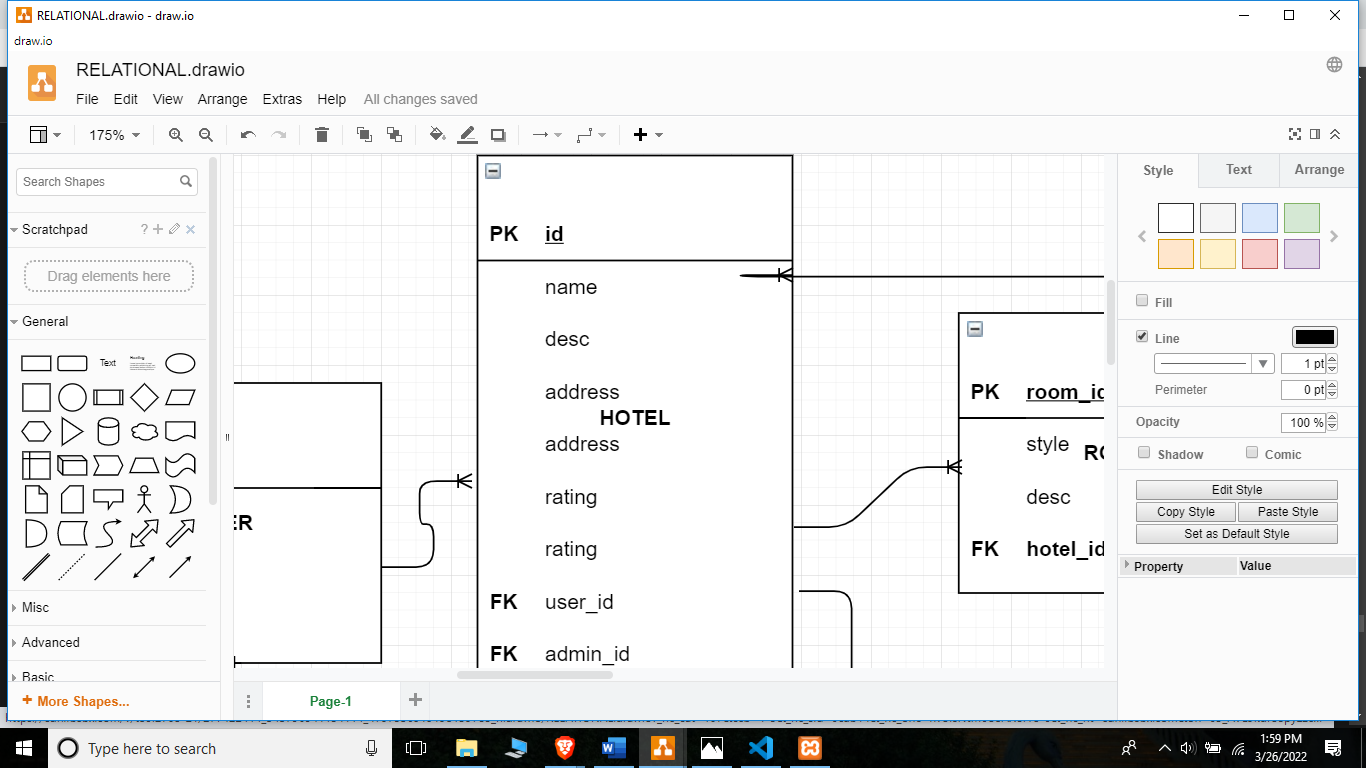 RELATIONAL.drawio - draw.io
draw.io
RELATIONAL.drawio
File Edit View Arrange Extras Help All changes saved
175%
Search Shapes
Scratchpad
?
Drag elements here
General
Text
Heading
Misc
Advanced
Basic
+ More Shapes...
PK id
name
desc
address
HOTEL
address
rating
rating
FK user_id
FK admin_id
ER
PK room_id
style
RO
desc
FK hotel_id
Page-1
Style Text Arrange
Fill
Line
1 pt
Perimeter 0 pt
Opacity 100 %
Shadow Comic
Edit Style
Copy Style Paste Style
Set as Default Style
Property Value
Type here to search
1:59 PM
3/26/2022